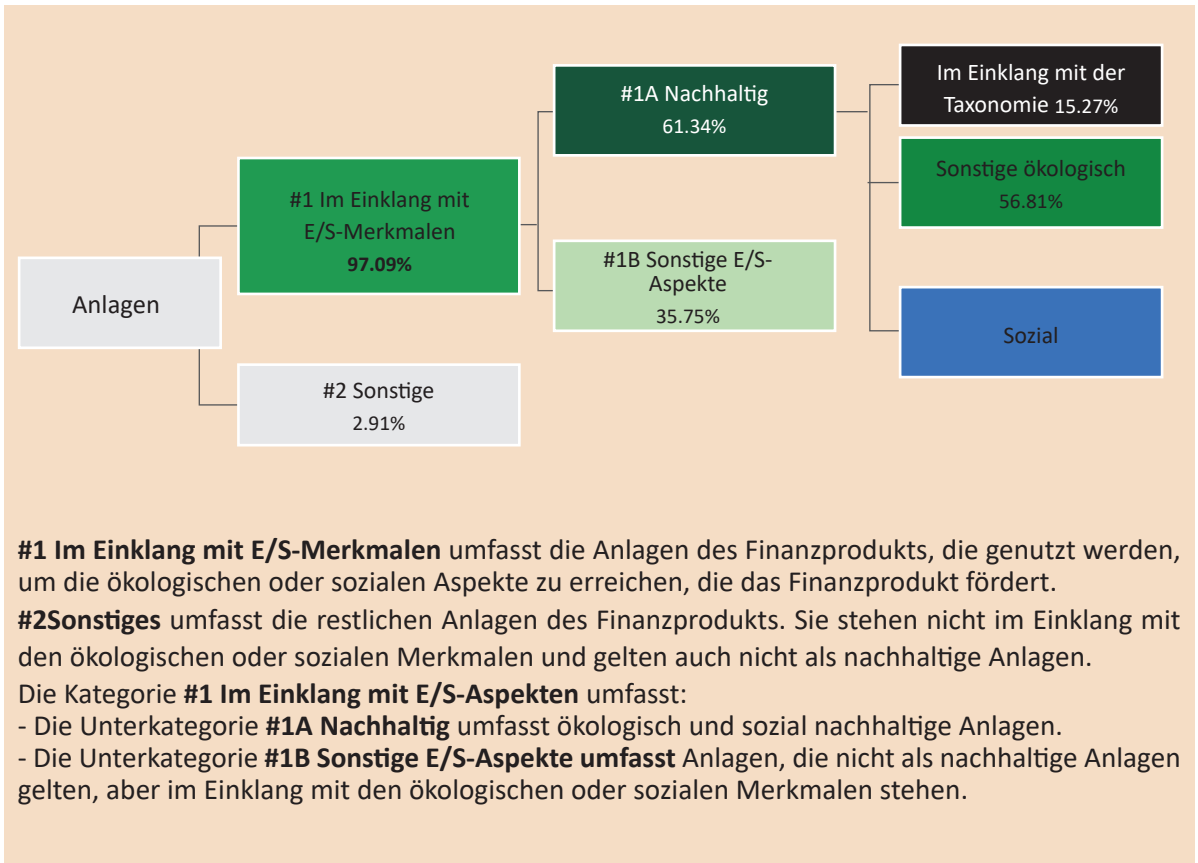 Anlagen
#1 Im Einklang mit
E/S-Merkmalen
97.09%
#2 Sonstige
2.91%
#1A Nachhaltig
61.34%
#1B Sonstige E/S-
Aspekte
35.75%
Im Einklang mit der
Taxonomie 15.27%
Sonstige ökologisch
56.81%
Sozial
#1 Im Einklang mit E/S-Merkmalen umfasst die Anlagen des Finanzprodukts, die genutzt werden,
um die ökologischen oder sozialen Aspekte zu erreichen, die das Finanzprodukt fördert.
#2Sonstiges umfasst die restlichen Anlagen des Finanzprodukts. Sie stehen nicht im Einklang mit
den ökologischen oder sozialen Merkmalen und gelten auch nicht als nachhaltige Anlagen.
Die Kategorie #1 Im Einklang mit E/S-Aspekten umfasst:
- Die Unterkategorie #1A Nachhaltig umfasst ökologisch und sozial nachhaltige Anlagen.
- Die Unterkategorie #1B Sonstige E/S-Aspekte umfasst Anlagen, die nicht als nachhaltige Anlagen
gelten, aber im Einklang mit den ökologischen oder sozialen Merkmalen stehen.